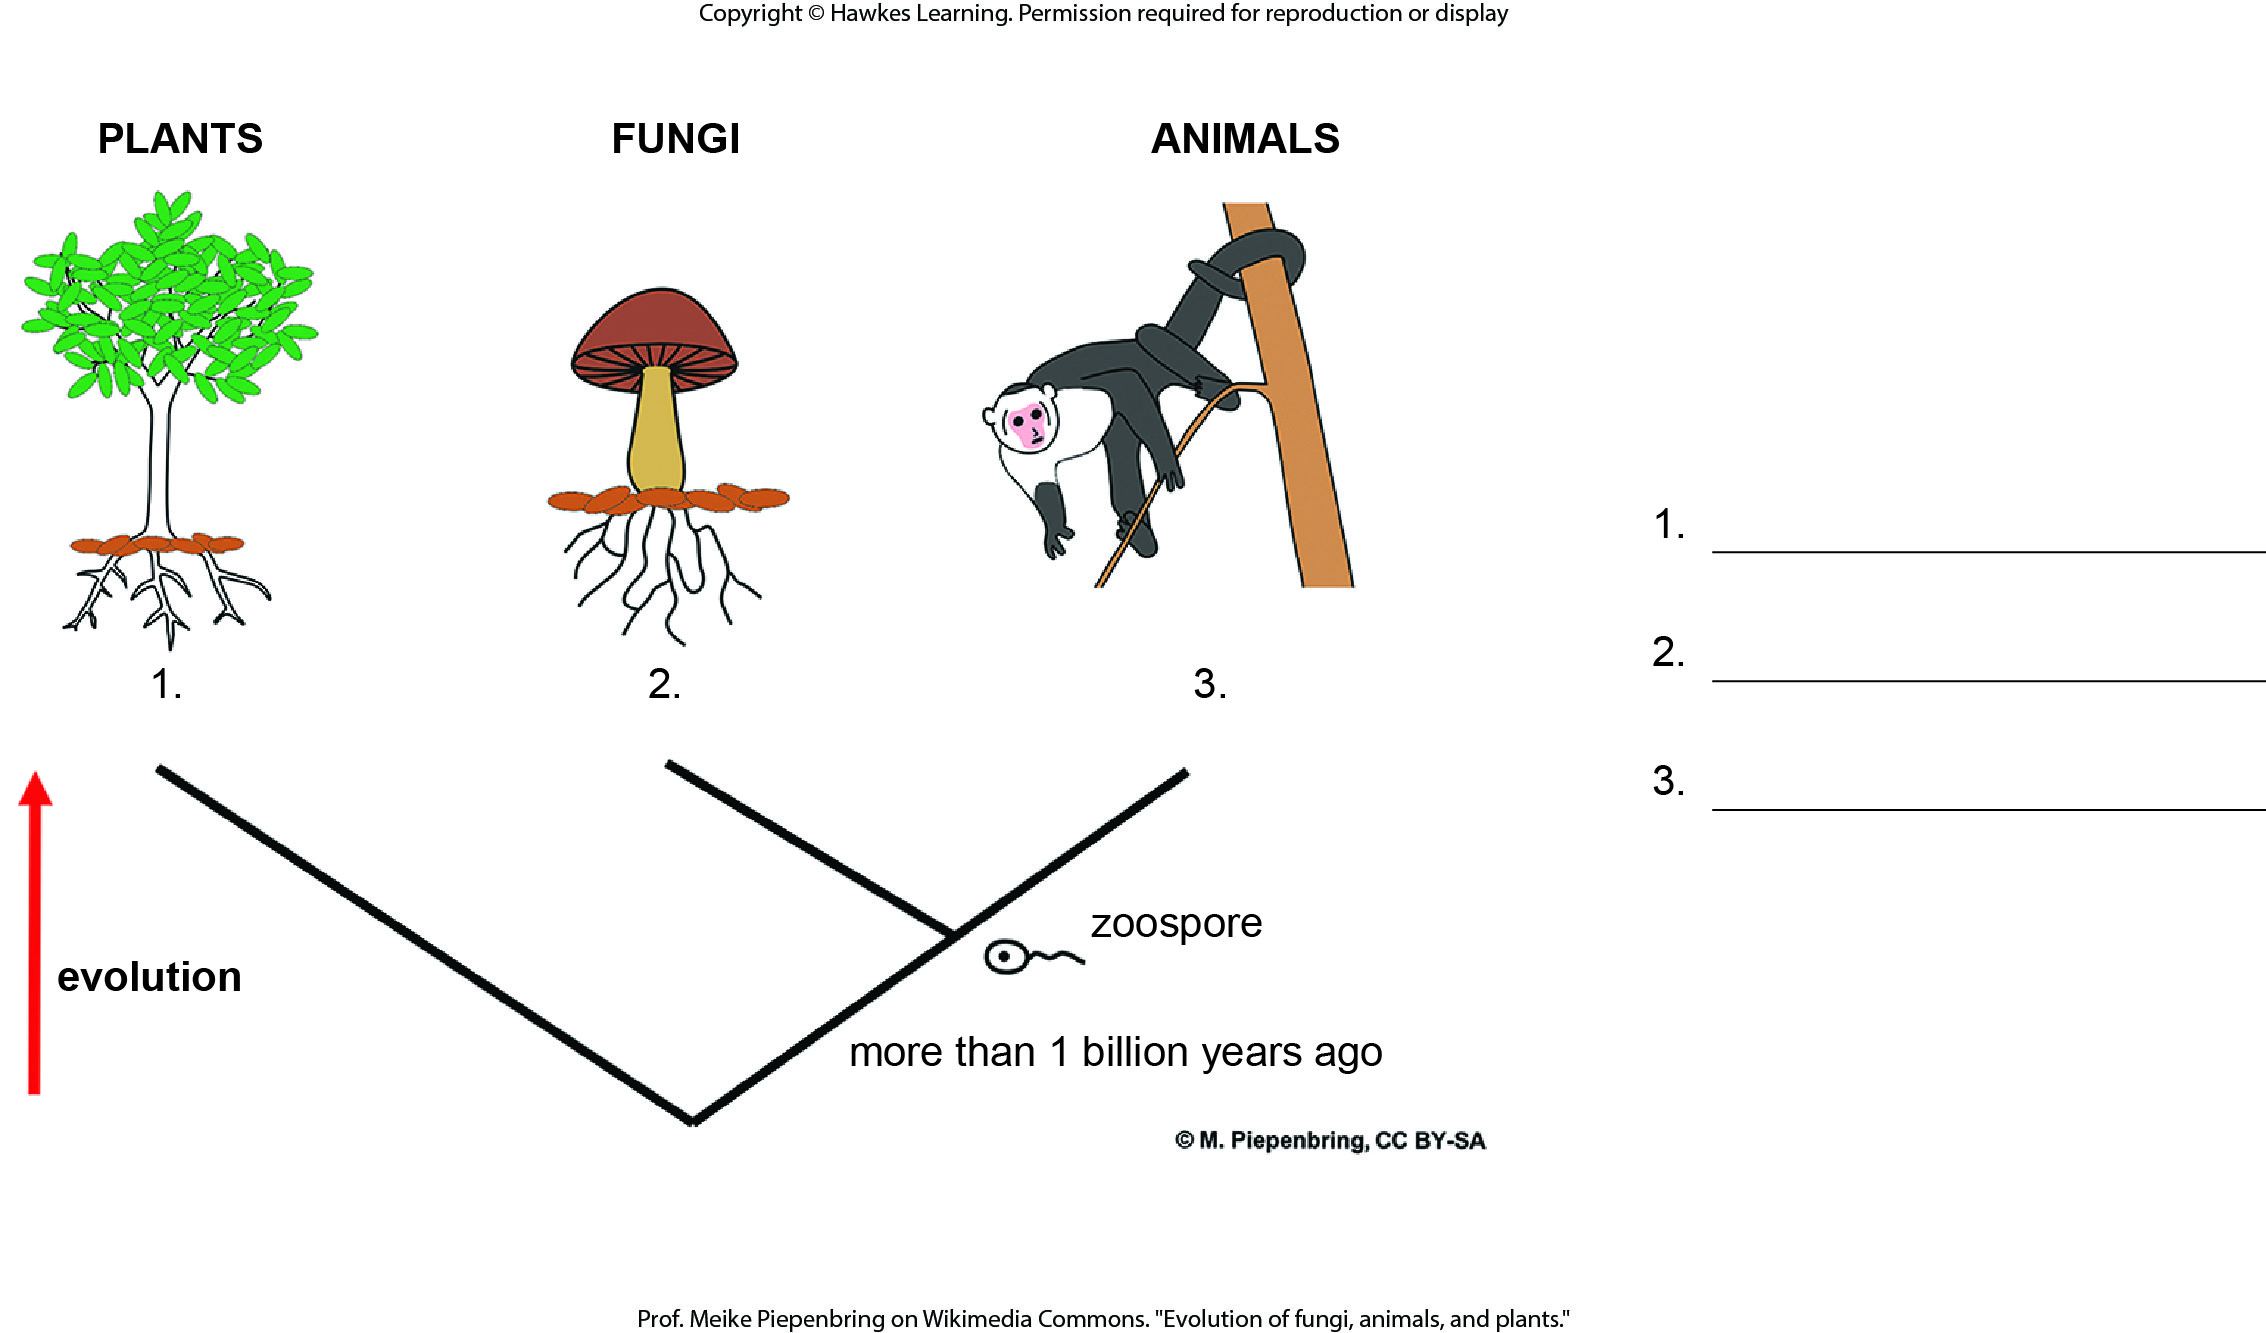 Copyright © Hawkes Learning. Permission required for reproduction or display
PLANTS
FUNGI
ANIMALS
1.
2.
3.
1.
2.
3.
zoospore
evolution
more than 1 billion years ago
© M. Piepenbring, CC BY-SA
Prof. Meike Piepenbring on Wikimedia Commons. "Evolution of fungi, animals, and plants."